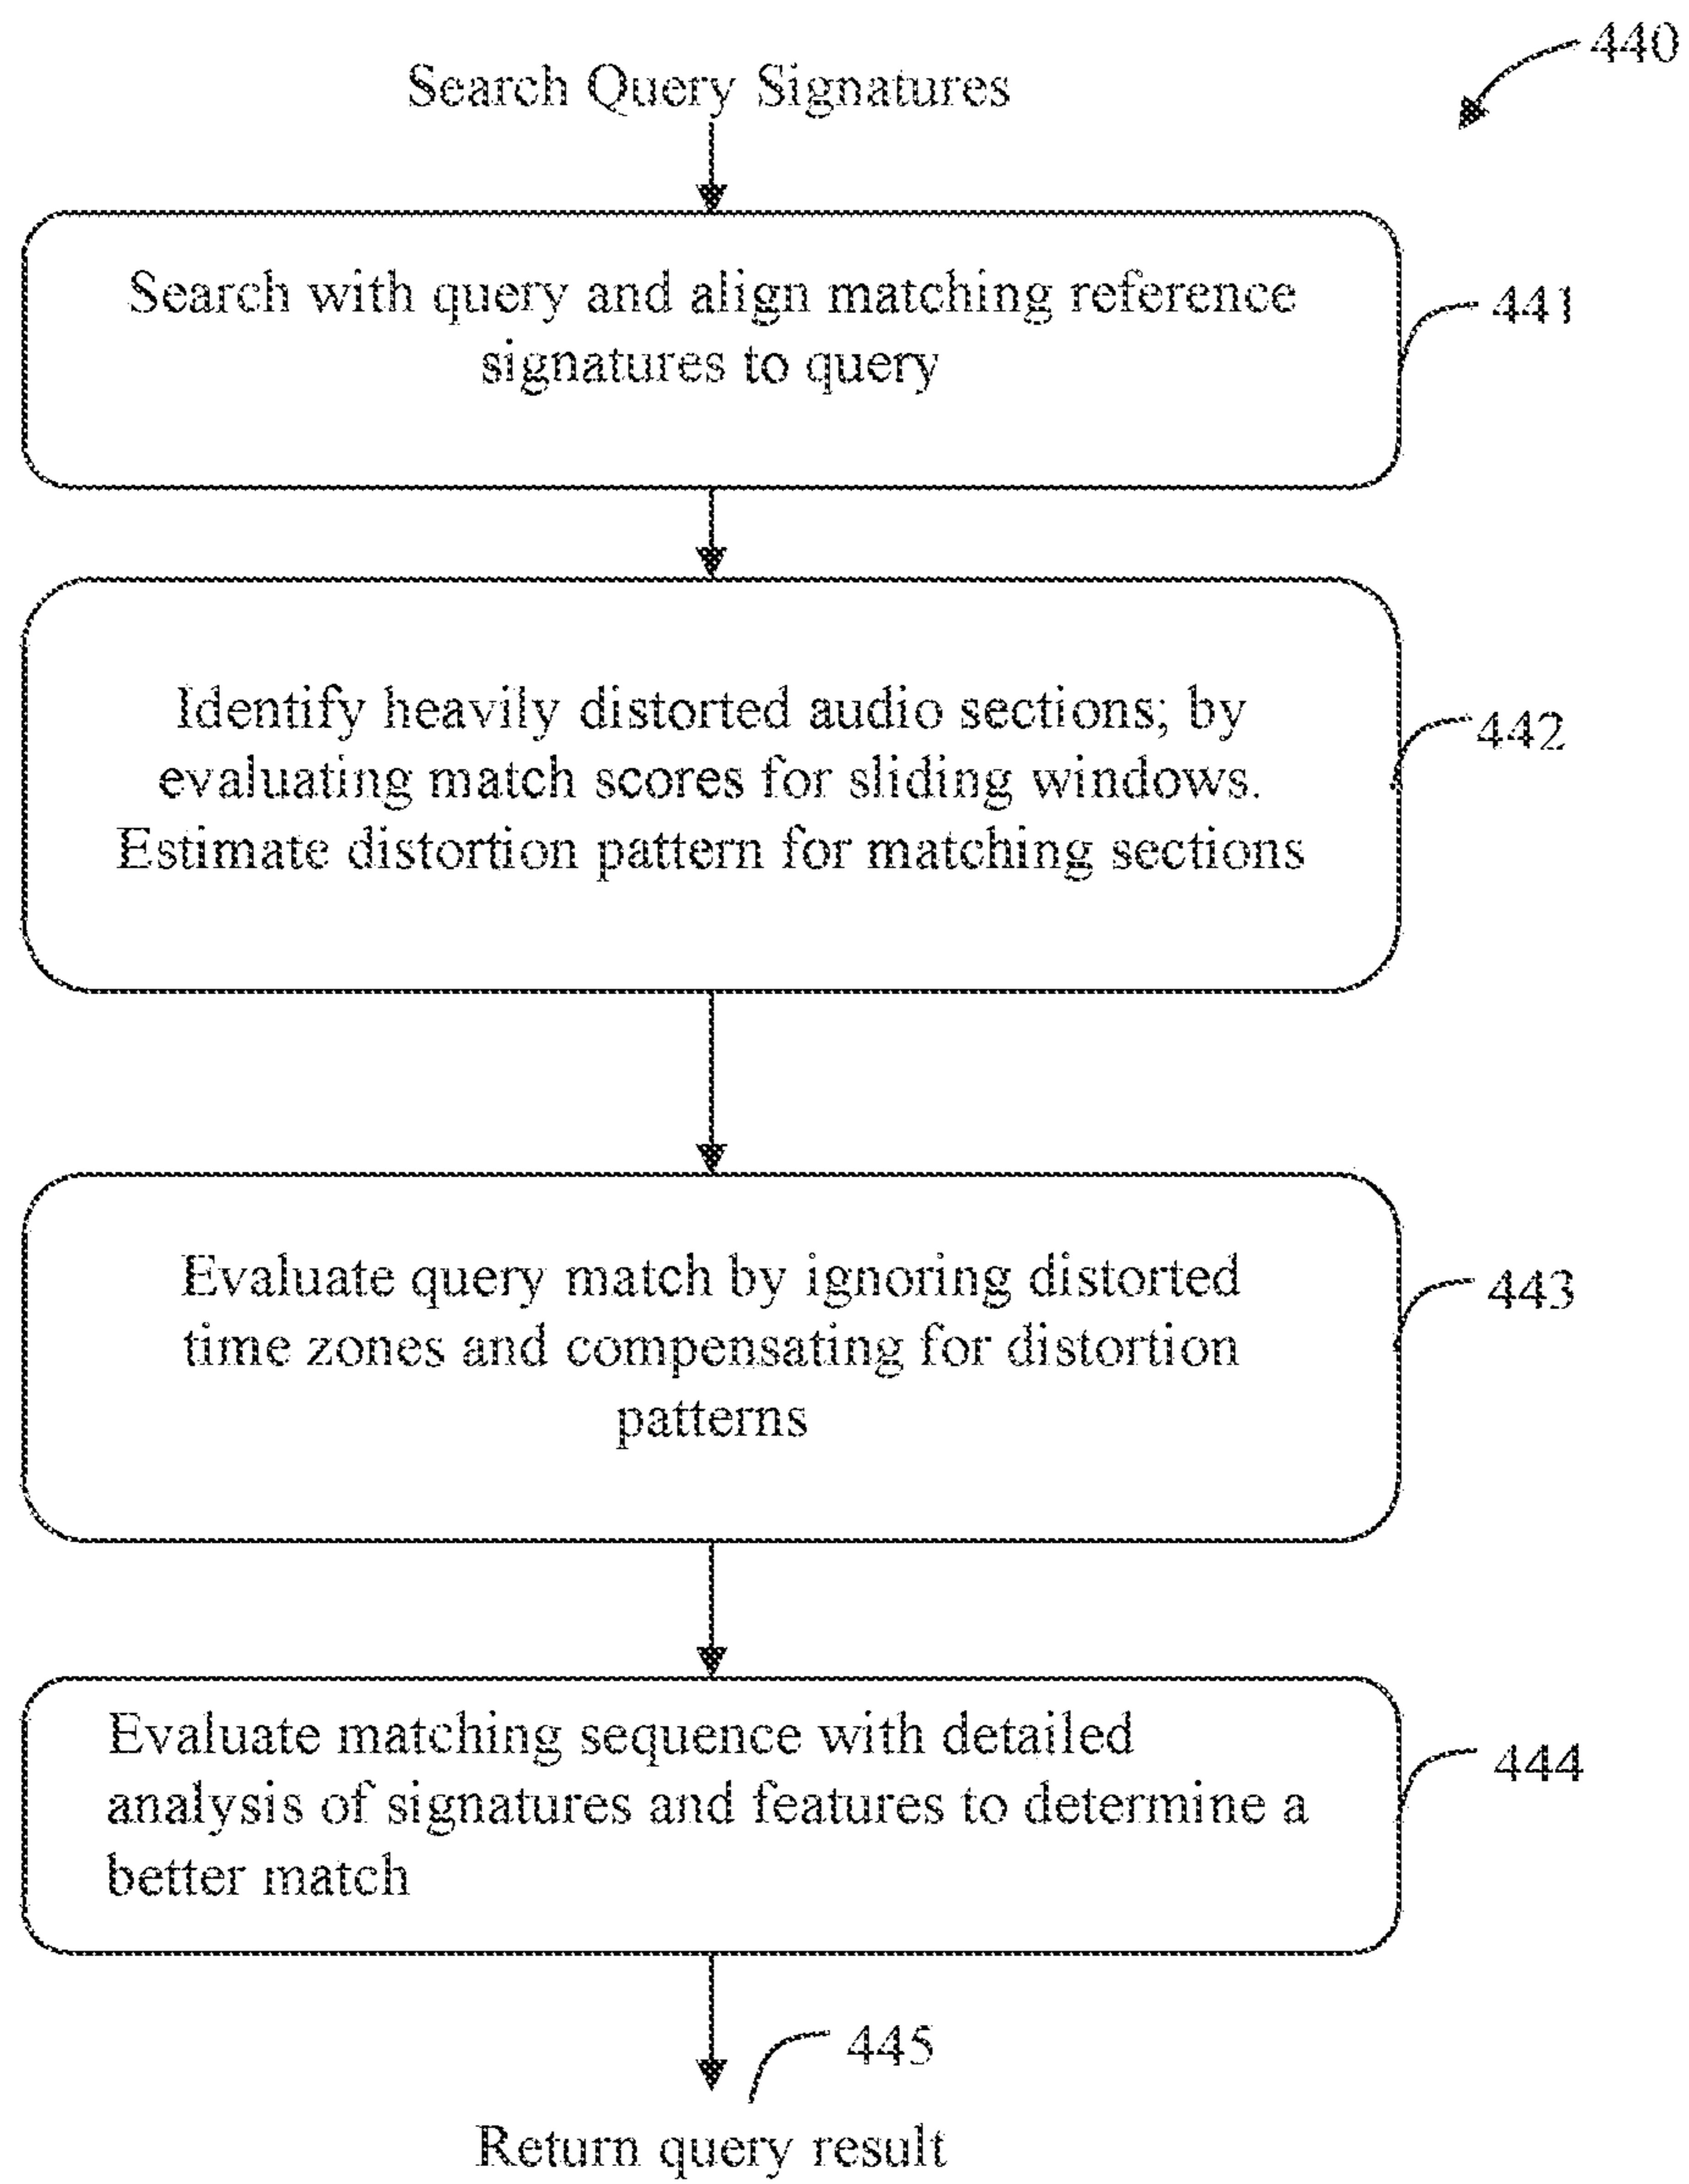 440
Search Query Signatures
Search with query and align matching reference
signatures to query
441
Identify heavily distorted audio sections; by
evaluating match scores for sliding windows.
Estimate distortion pattern for matching sections
442
Evaluate query match by ignoring distorted
time zones and compensating for distortion
patterns
443
Evaluate matching sequence with detailed
analysis of signatures and features to determine a
better match
444
445
Return query result